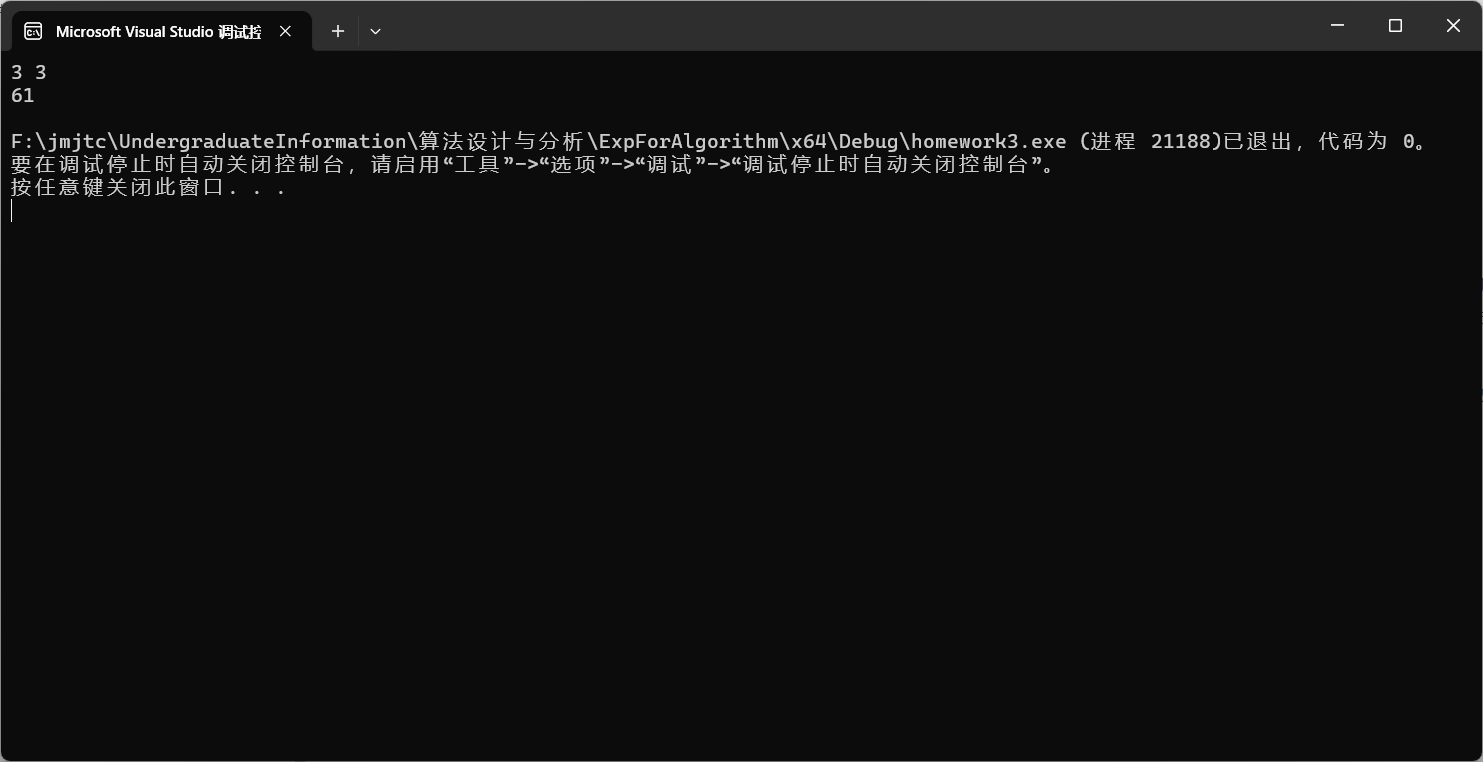 Microsoft Visual Studio 调试控
3 3
61
F:\jmjtc\UndergraduateInformation\算法设计与分析\ExpForAlgorithm\x64\Debug\homework3.exe (进程 21188)已退出，代码为 0。
要在调试停止时自动关闭控制台，请启用“工具”->“选项”->“调试”->“调试停止时自动关闭控制台”。
按任意键关闭此窗口. . .